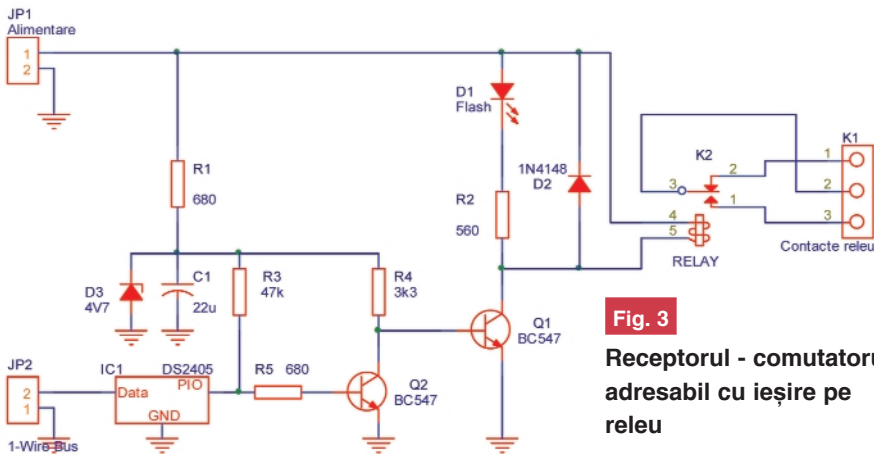 JP1
Alimentare
1
2
R1
680
D3
4V7
C1
22u
R3
47k
R4
3k3
D1
Flash
R2
560
1N4148
D2
K2
3
2
1
4
5
RELAY
K1
1
2
3
Contacte releu
JP2
2
1
1-Wire Bus
IC1
DS2405
Data
PIO
GND
R5 680
Q2
BC547
Q1
BC547
Fig. 3
Receptorul - comutatoru
adresabil cu ieșire pe
releu